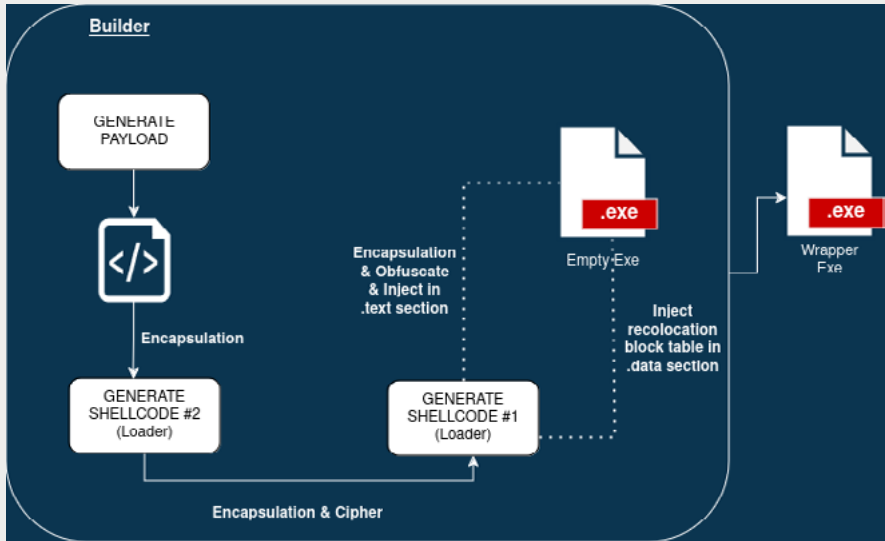 Builder
GENERATE
PAYLOAD
</>
Encapsulation
GENERATE
SHELLCODE #2
(Loader)
Encapsulation & Cipher
GENERATE
SHELLCODE #1
(Loader)
Encapsulation
& Obfuscate
& Inject in
.text section
.exe
Empty Exe
Inject
recolocation
block table in
.data section
.exe
Wrapper
Exe